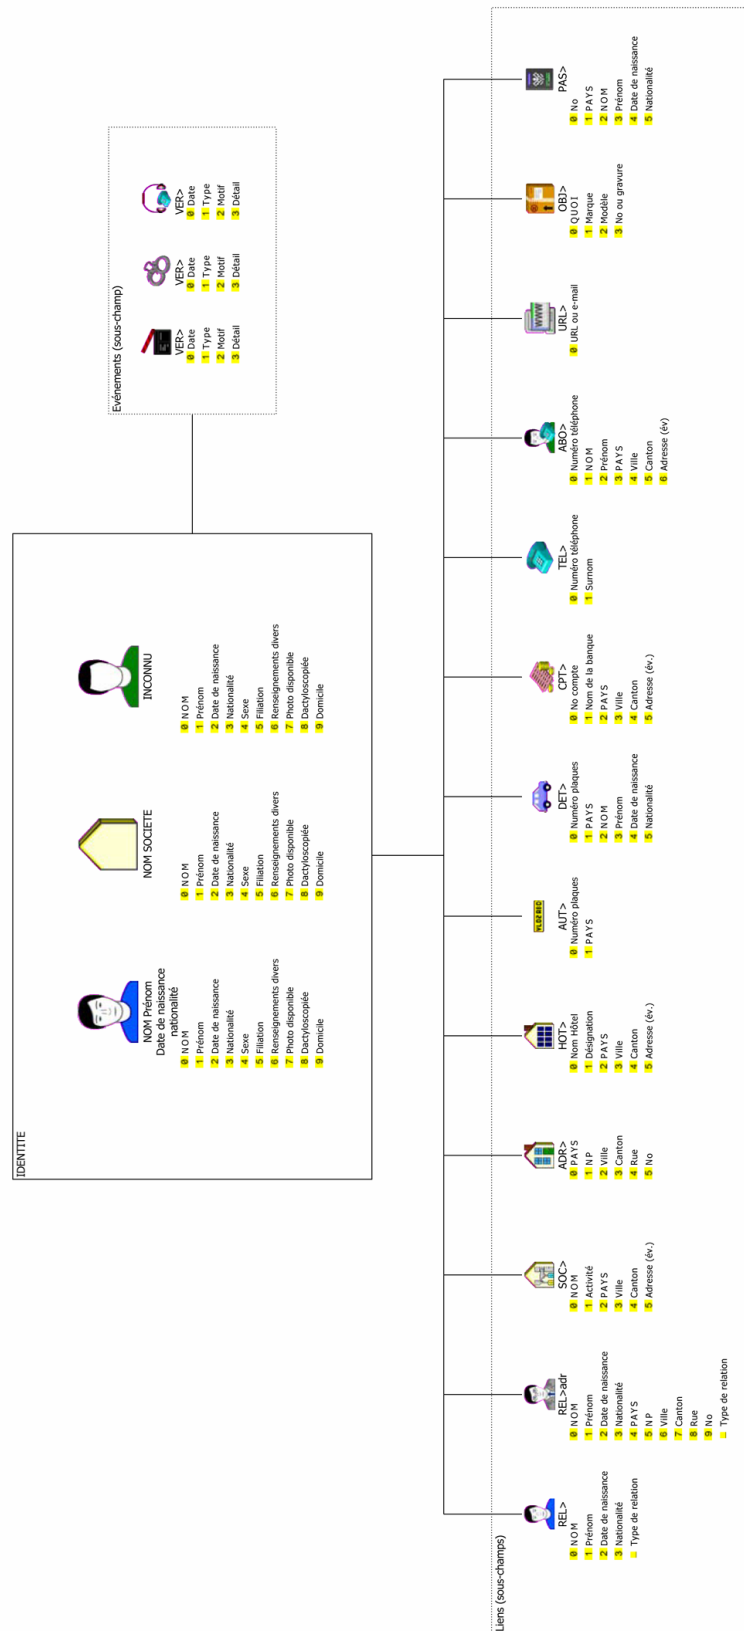 IDENTITE
NOM Prénom
Date de naissance
nationalité
0 NOM
1 Prénom
2 Date de naissance
3 Nationalité
4 Sexe
5 Filiation
6 Renseignements divers
7 Photo disponible
8 Dactyloscopiée
9 Domicile
NOM SOCIETE
0 NOM
1 Prénom
2 Date de naissance
3 Nationalité
4 Sexe
5 Filiation
6 Renseignements divers
7 Photo disponible
8 Dactyloscopiée
9 Domicile
INCONNU
0 NOM
1 Prénom
2 Date de naissance
3 Nationalité
4 Sexe
5 Filiation
6 Renseignements divers
7 Photo disponible
8 Dactyloscopiée
9 Domicile
Evénements (sous-champ)
VER>
0 Date
1 Type
2 Motif
3 Détail
VER>
0 Date
1 Type
2 Motif
3 Détail
VER>
0 Date
1 Type
2 Motif
3 Détail
Liens (sous-champs)
REL>
0 NOM
1 Prénom
2 Date de naissance
3 Nationalité
_ Type de relation
REL>adr
0 NOM
1 Prénom
2 Date de naissance
3 Nationalité
4 PAYS
5 NP
6 Ville
7 Canton
8 Rue
9 No
_ Type de relation
SOC>
0 NOM
1 Activité
2 PAYS
3 Ville
4 Canton
5 Adresse (év.)
ADR>
0 PAYS
1 NP
2 Ville
3 Canton
4 Rue
5 No
HOT>
0 Nom Hôtel
1 Désignation
2 PAYS
3 Ville
4 Canton
5 Adresse (év.)
AUT>
0 Numéro plaques
1 PAYS
DET>
0 Numéro plaques
1 PAYS
2 NOM
3 Prénom
4 Date de naissance
5 Nationalité
CPT>
0 No compte
1 Nom de la banque
2 PAYS
3 Ville
4 Canton
5 Adresse (év.)
TEL>
0 Numéro téléphone
1 Surnom
ABO>
0 Numéro téléphone
1 NOM
2 Prénom
3 PAYS
4 Ville
5 Canton
6 Adresse (év)
URL>
0 URL ou e-mail
OBJ>
0 QUOI
1 Marque
2 Modèle
3 No ou gravure
PAS>
0 No
1 PAYS
2 NOM
3 Prénom
4 Date de naissance
5 Nationalité